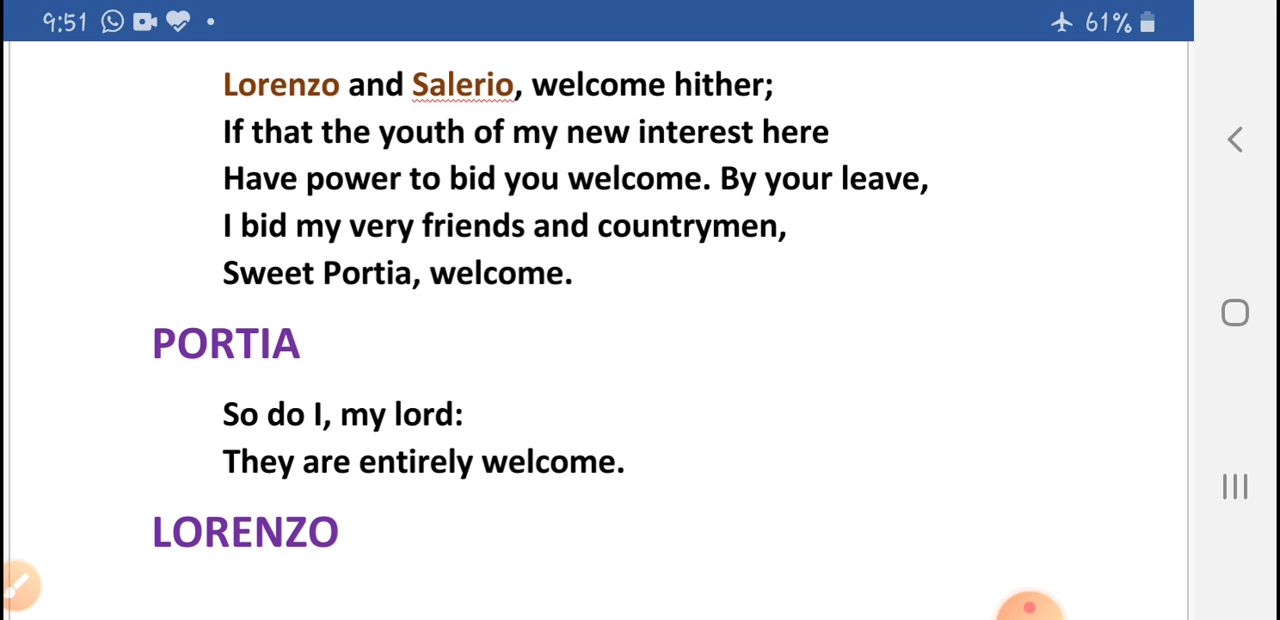 9:51 61%
Lorenzo and Salerio, welcome hither;
If that the youth of my new interest here
Have power to bid you welcome. By your leave,
I bid my very friends and countrymen,
Sweet Portia, welcome.
PORTIA
So do I, my lord:
They are entirely welcome.
LORENZO